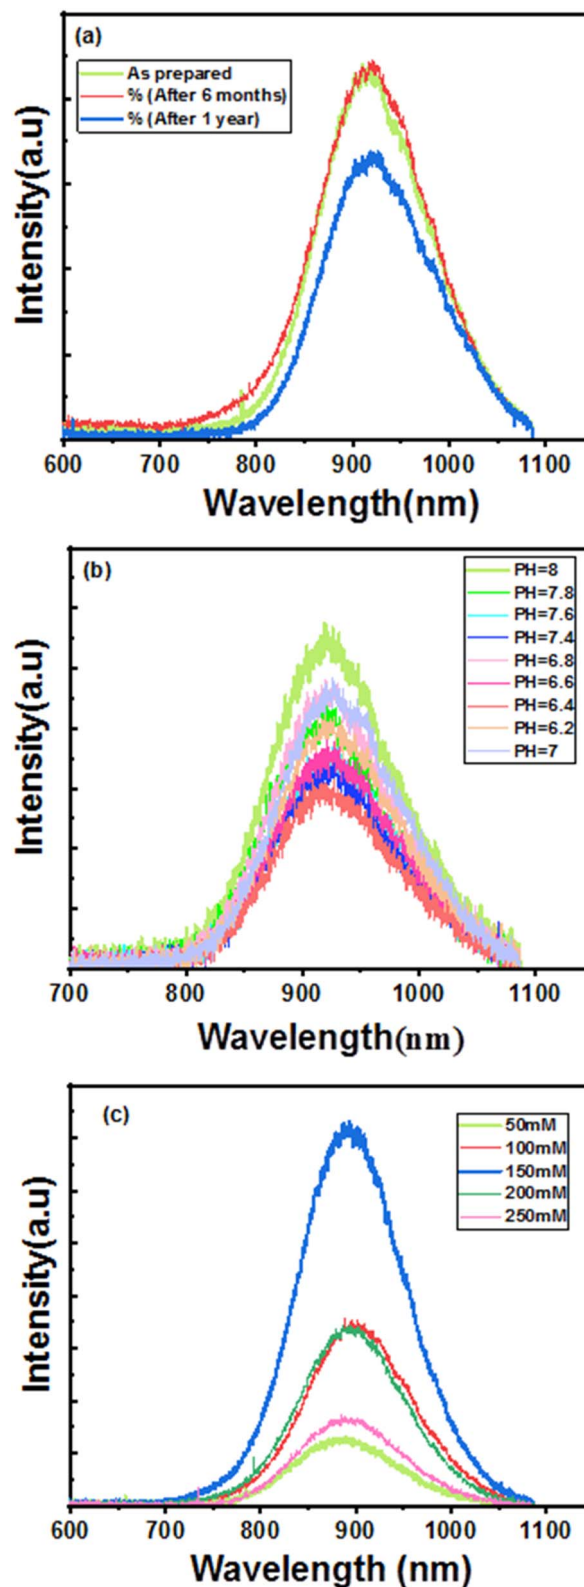 (a)
As prepared
% (After 6 months)
% (After 1 year)
Intensity(a.u)
600 700 800 900 1000 1100
Wavelength(nm)
(b)
PH=8
PH=7.8
PH=7.6
PH=7.4
PH=6.8
PH=6.6
PH=6.4
PH=6.2
PH=7
Intensity(a.u)
700 800 900 1000 1100
Wavelength(nm)
(c)
50mM
100mM
150mM
200mM
250mM
Intensity(a.u)
600 700 800 900 1000 1100
Wavelength (nm)